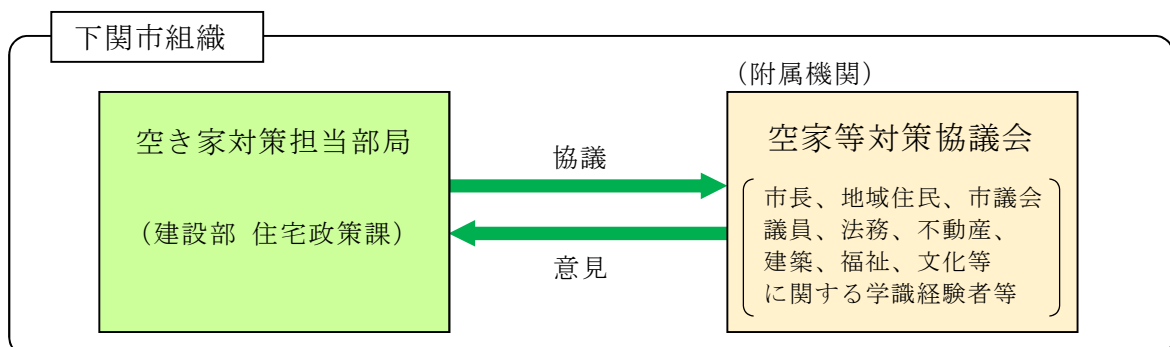 下関市組織
空き家対策担当部局
（建設部 住宅政策課）
協議
意見
（附属機関）
空家等対策協議会
市長、地域住民、市議会
議員、法務、不動産、
建築、福祉、文化等
に関する学識経験者等